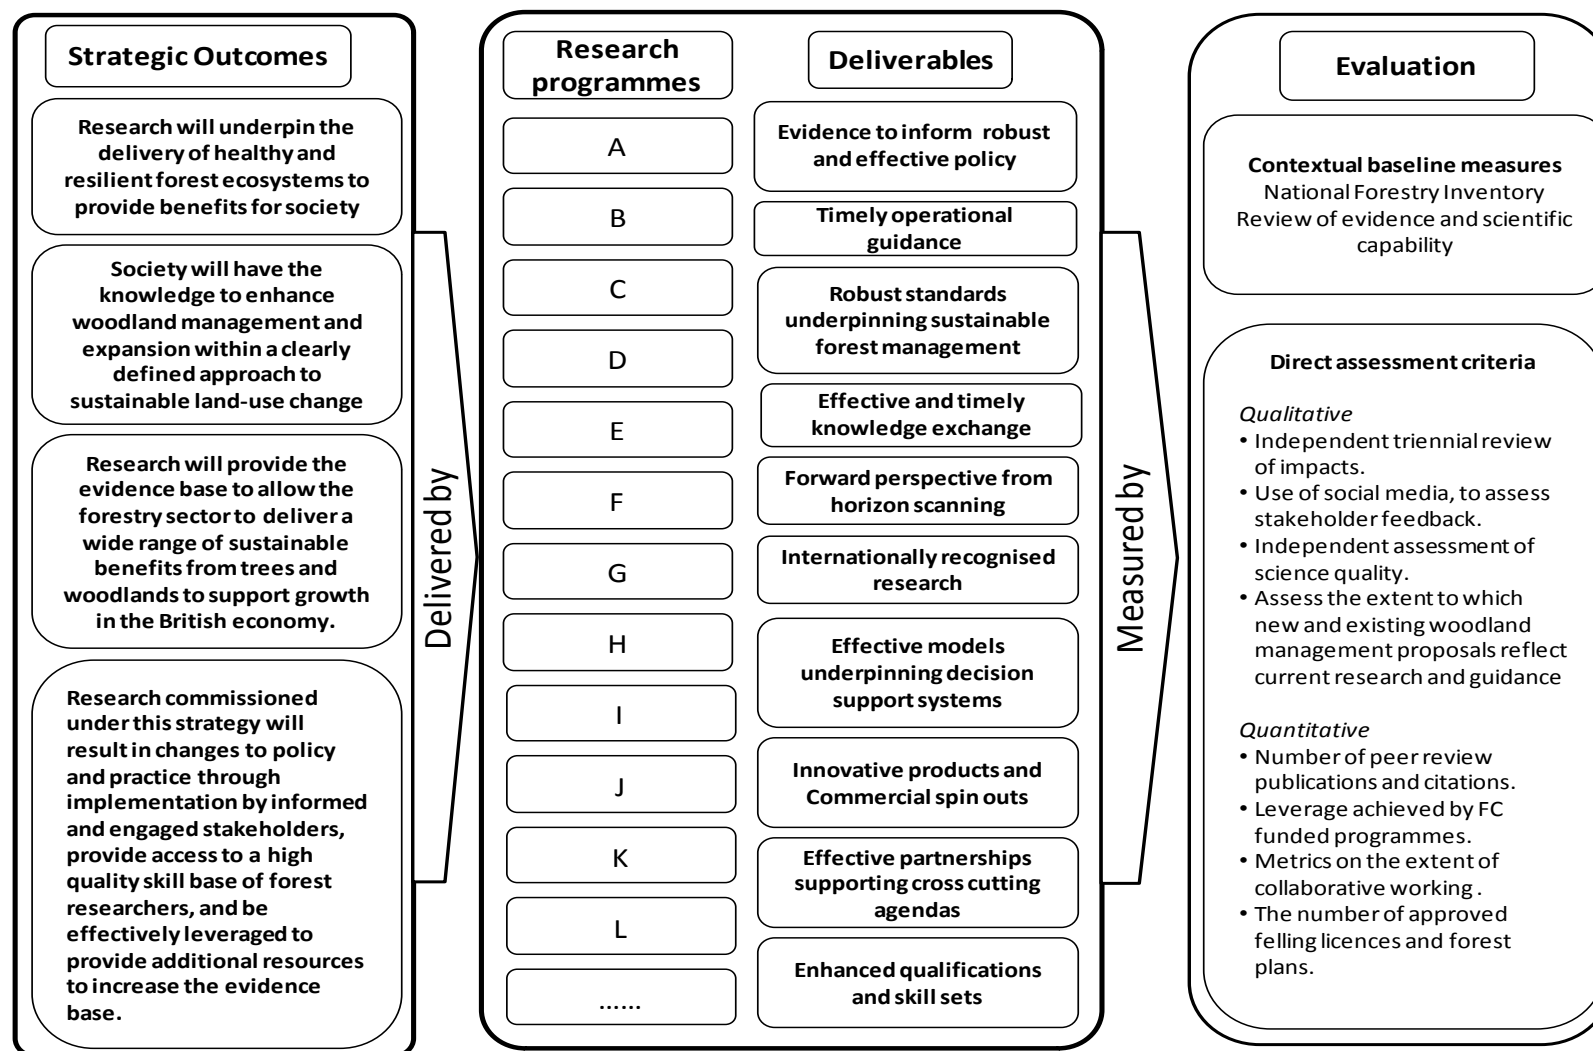 Strategic Outcomes
Research will underpin the
delivery of healthy and
resilient forest ecosystems to
provide benefits for society
Society will have the
knowledge to enhance
woodland management and
expansion within a clearly
defined approach to
sustainable land-use change
Research will provide the
evidence base to allow the
forestry sector to deliver a
wide range of sustainable
benefits from trees and
woodlands to support growth
in the British economy.
Research commissioned
under this strategy will
result in changes to policy
and practice through
implementation by informed
and engaged stakeholders,
provide access to a high
quality skill base of forest
researchers, and be
effectively leveraged to
provide additional resources
to increase the evidence
base.
Delivered by
Research
programmes
A
B
C
D
E
F
G
H
I
J
K
L
......
Deliverables
Evidence to inform robust
and effective policy
Timely operational
guidance
Robust standards
underpinning sustainable
forest management
Effective and timely
knowledge exchange
Forward perspective from
horizon scanning
Internationally recognised
research
Effective models
underpinning decision
support systems
Innovative products and
Commercial spin outs
Effective partnerships
supporting cross cutting
agendas
Enhanced qualifications
and skill sets
Measured by
Evaluation
Contextual baseline measures
National Forestry Inventory
Review of evidence and scientific
capability
Direct assessment criteria
Qualitative
• Independent triennial review
of impacts.
• Use of social media, to assess
stakeholder feedback.
• Independent assessment of
science quality.
• Assess the extent to which
new and existing woodland
management proposals reflect
current research and guidance
Quantitative
• Number of peer review
publications and citations.
• Leverage achieved by FC
funded programmes.
• Metrics on the extent of
collaborative working .
• The number of approved
felling licences and forest
plans.